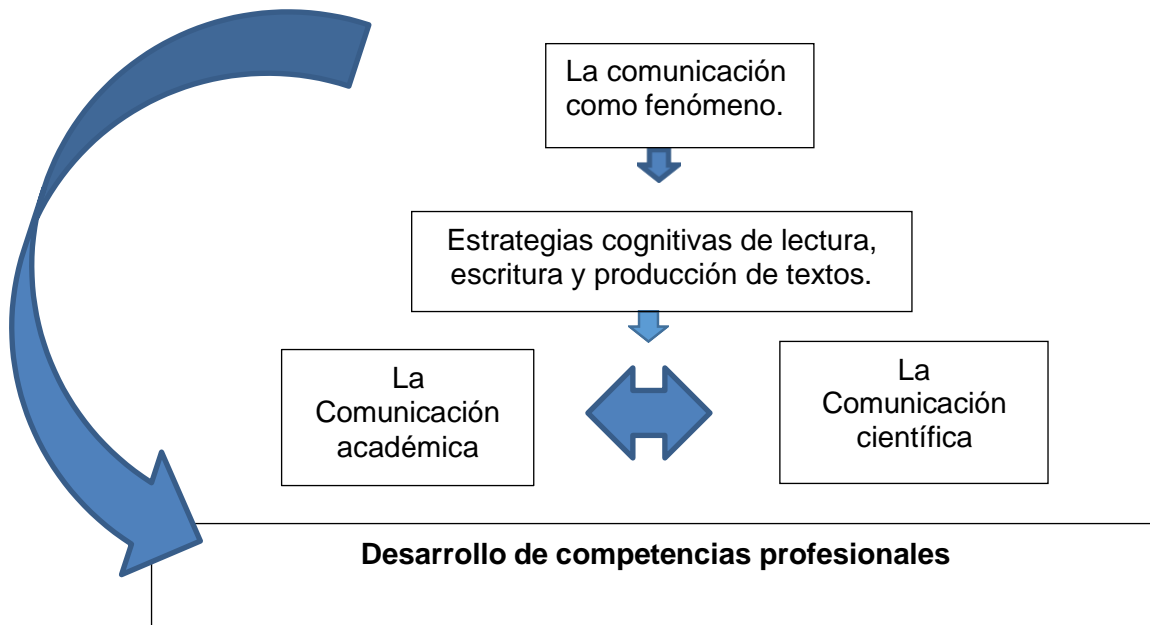 La comunicación
como fenómeno.
Estrategias cognitivas de lectura,
escritura y producción de textos.
La
Comunicación
académica
La
Comunicación
científica
Desarrollo de competencias profesionales